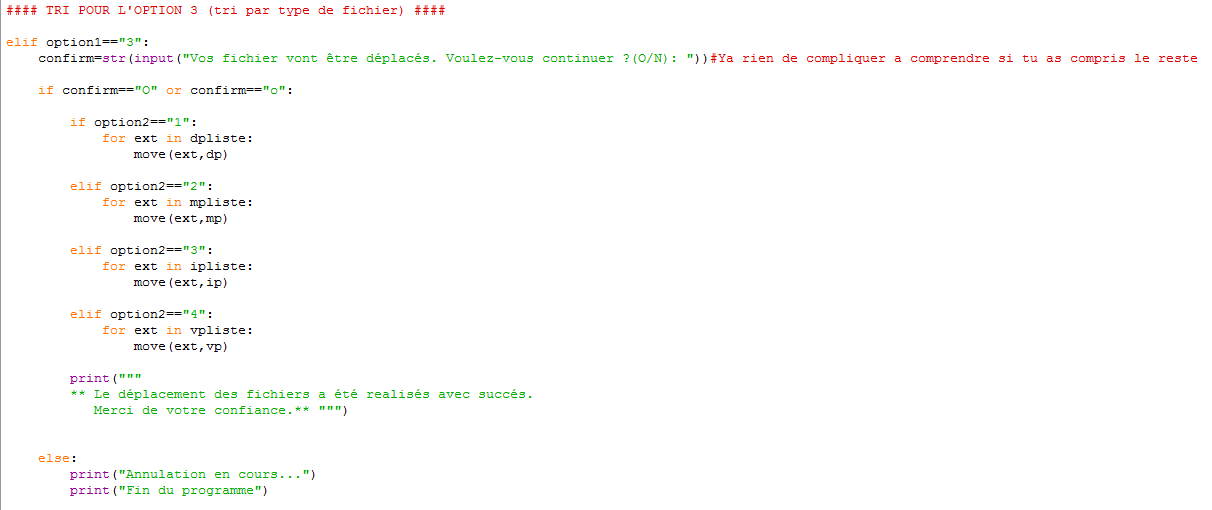 #### TRI POUR L'OPTION 3 (tri par type de fichier) ####
elif option1=="3":
confirm=str(input("Vos fichier vont être déplacés. Voulez-vous continuer ?(O/N): "))#Ya rien de compliquer a comprendre si tu as compris le reste
if confirm=="O" or confirm=="o":
if option2=="1":
for ext in dpliste:
move(ext,dp)
elif option2=="2":
for ext in mpliste:
move(ext,mp)
elif option2=="3":
for ext in ipliste:
move(ext,ip)
elif option2=="4":
for ext in vpliste:
move(ext,vp)
print("""
** Le déplacement des fichiers a été realisés avec succés.
Merci de votre confiance.** """)
else:
print("Annulation en cours...")
print("Fin du programme")